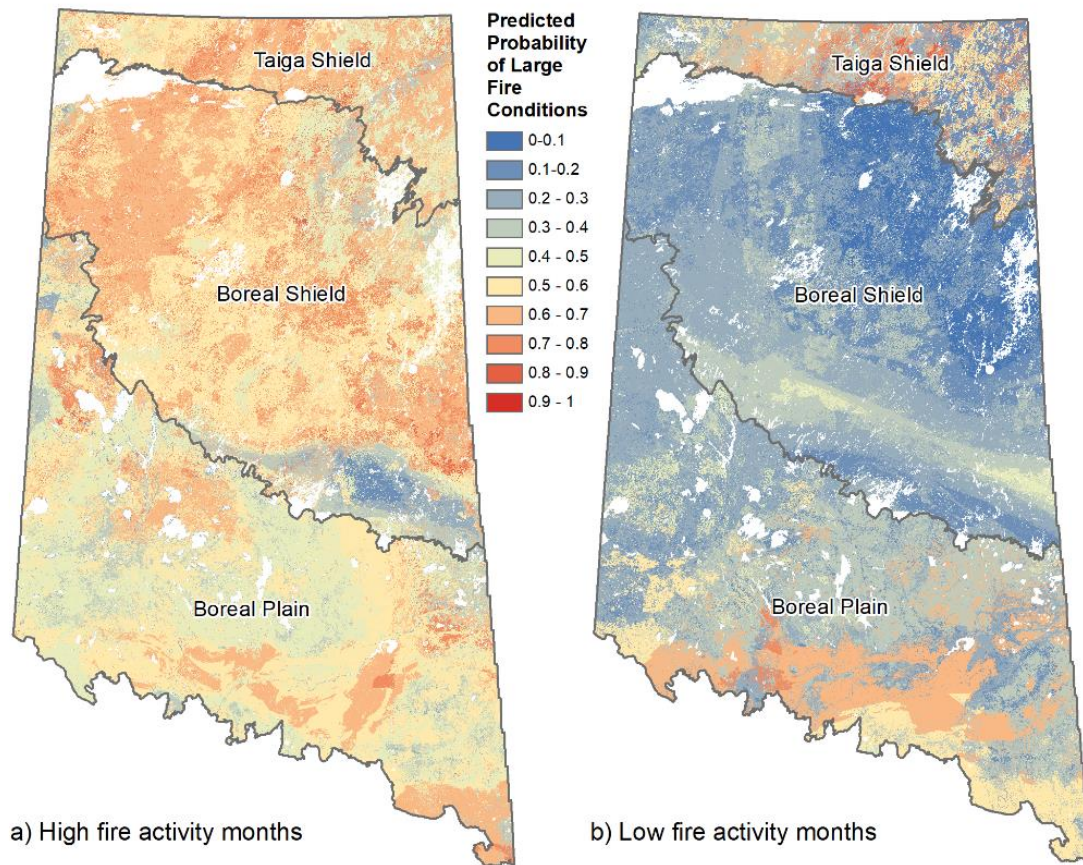 Predicted
Probability
of Large
Fire
Conditions
0-0.1
0.1-0.2
0.2 - 0.3
0.3 - 0.4
0.4 - 0.5
0.5 - 0.6
0.6 - 0.7
0.7 - 0.8
0.8 - 0.9
0.9 - 1
Taiga Shield
Boreal Shield
Boreal Plain
a) High fire activity months
Taiga Shield
Boreal Shield
Boreal Plain
b) Low fire activity months